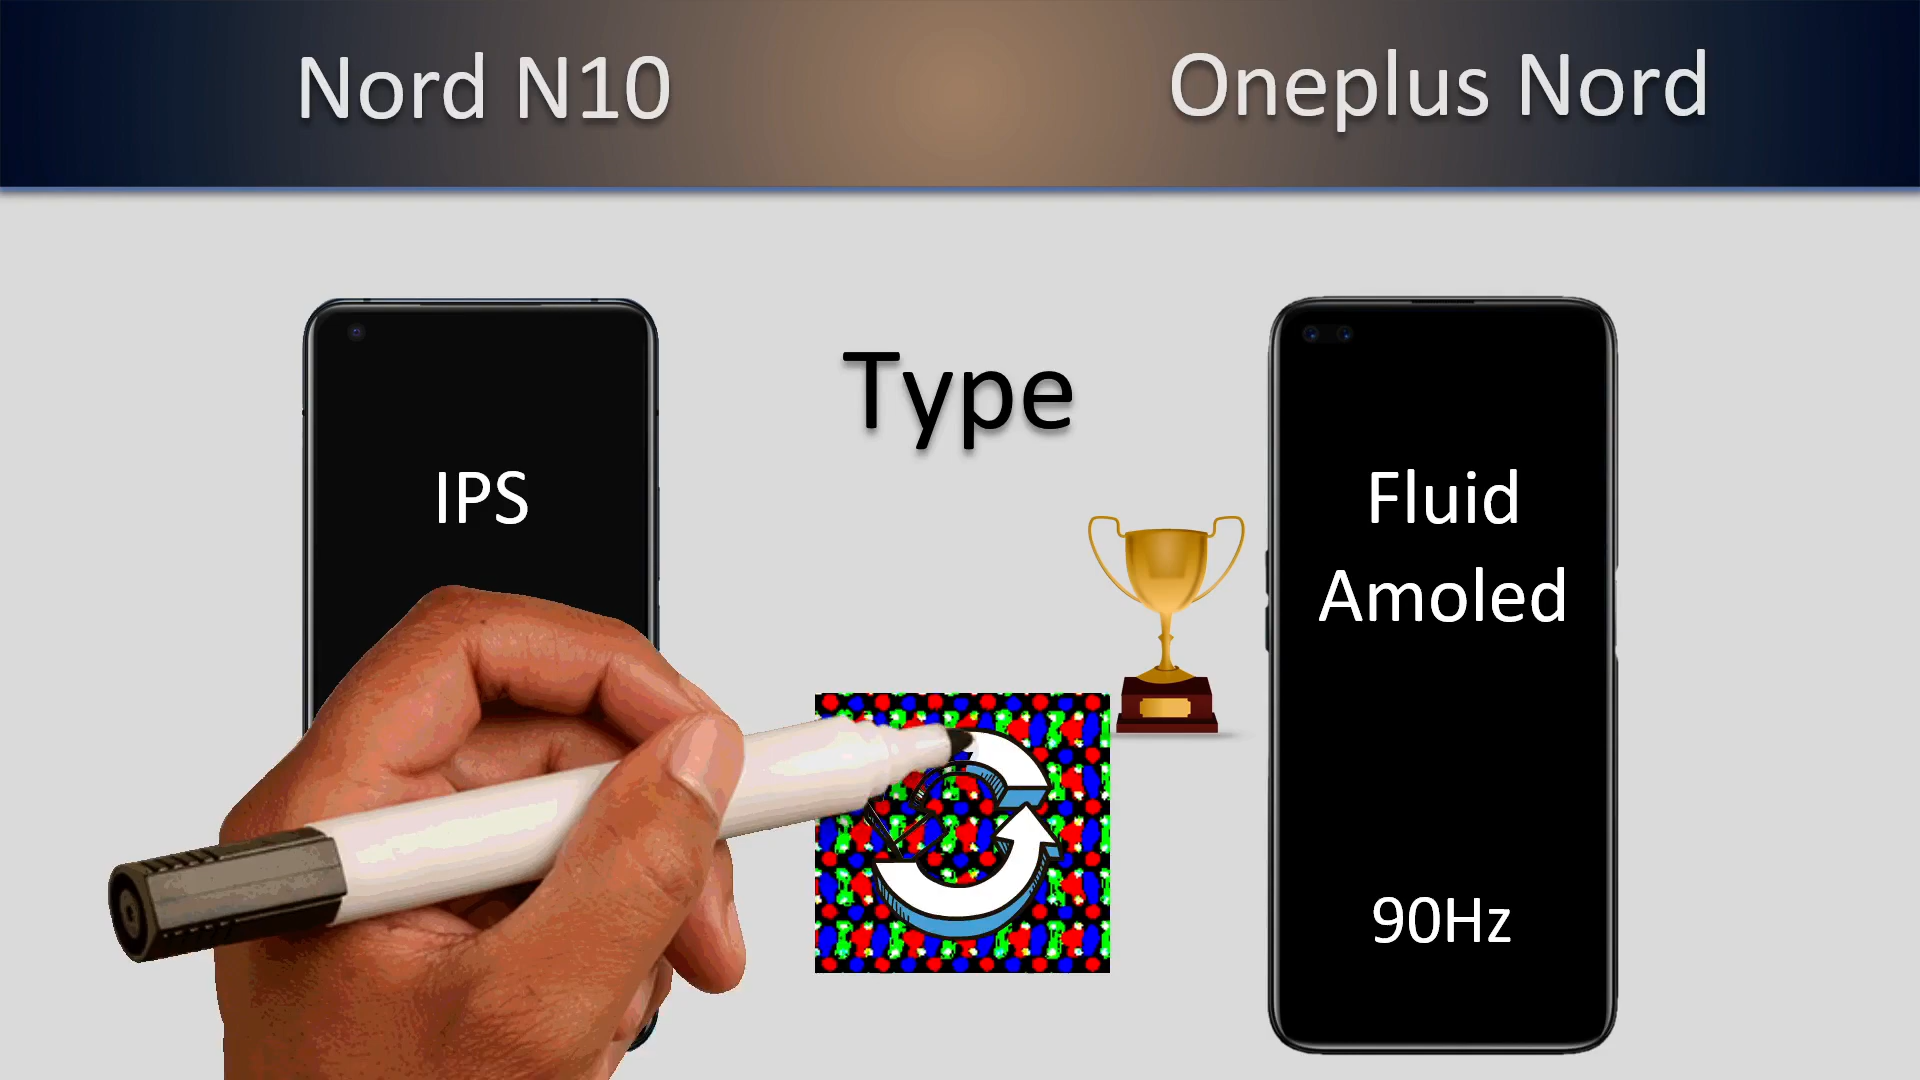 Nord N10
Oneplus Nord
Type
IPS
Fluid
Amoled
90Hz